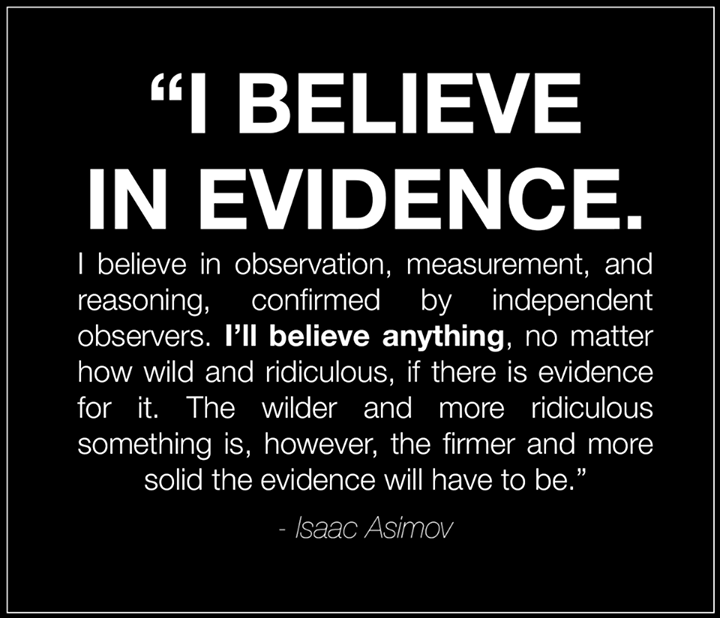 “I BELIEVE
IN EVIDENCE.
I believe in observation, measurement, and
reasoning, confirmed by independent
observers. I’ll believe anything, no matter
how wild and ridiculous, if there is evidence
for it. The wilder and more ridiculous
something is, however, the firmer and more
solid the evidence will have to be.”
- Isaac Asimov